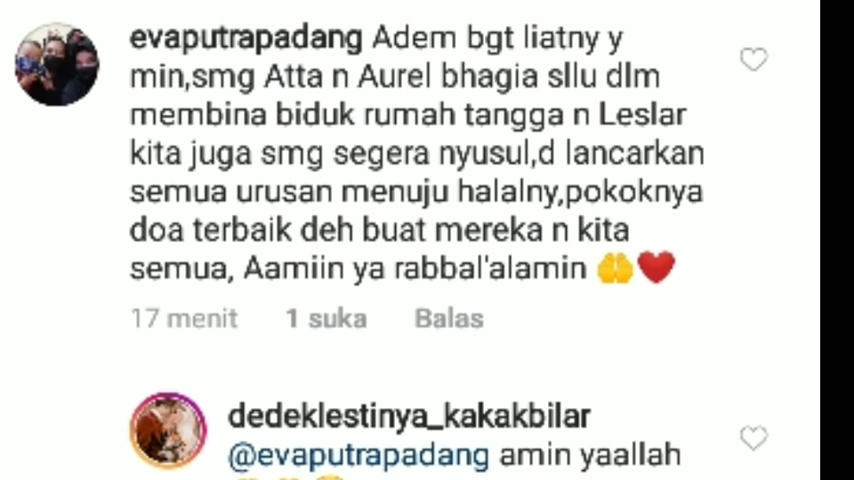 evaputrapadang Adem bgt liatny y
min,smg Atta n Aurel bhagia sllu dlm
membina biduk rumah tangga n Leslar
kita juga smg segera nyusul,d lancarkan
semua urusan menuju halalny,pokoknya
doa terbaik deh buat mereka n kita
semua, Aamiin ya rabbal'alamin 🤲❤️
17 menit 1 suka Balas
dedeklestinya_kakakbilar
@evaputrapadang amin yaallah